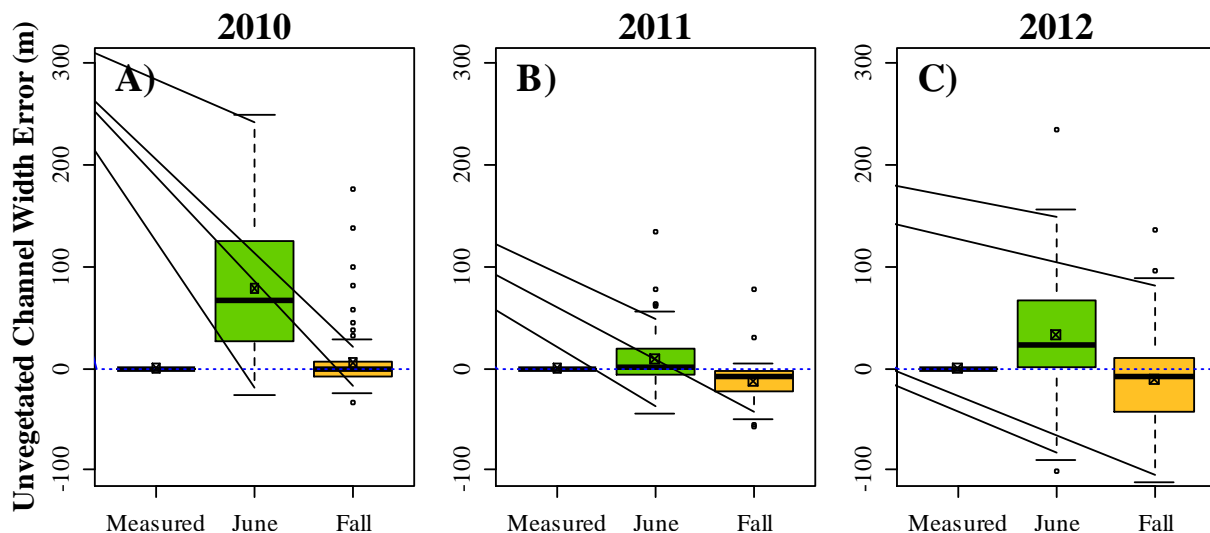 2010 2011 2012
Unvegetated Channel Width Error (m)
A) B) C)
300 300 300
200 200 200
100 100 100
0 0 0
-100 -100 -100
Measured June Fall Measured June Fall Measured June Fall